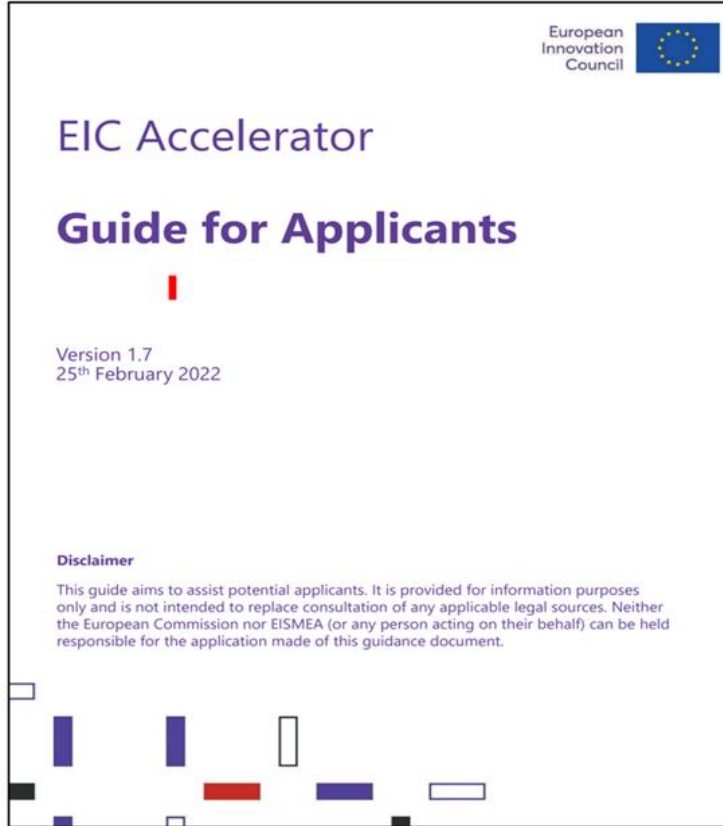 European
Innovation
Council
EIC Accelerator
Guide for Applicants
Version 1.7
25th February 2022
Disclaimer
This guide aims to assist potential applicants. It is provided for information purposes
only and is not intended to replace consultation of any applicable legal sources. Neither
the European Commission nor EISMEA (or any person acting on their behalf) can be held
responsible for the application made of this guidance document.